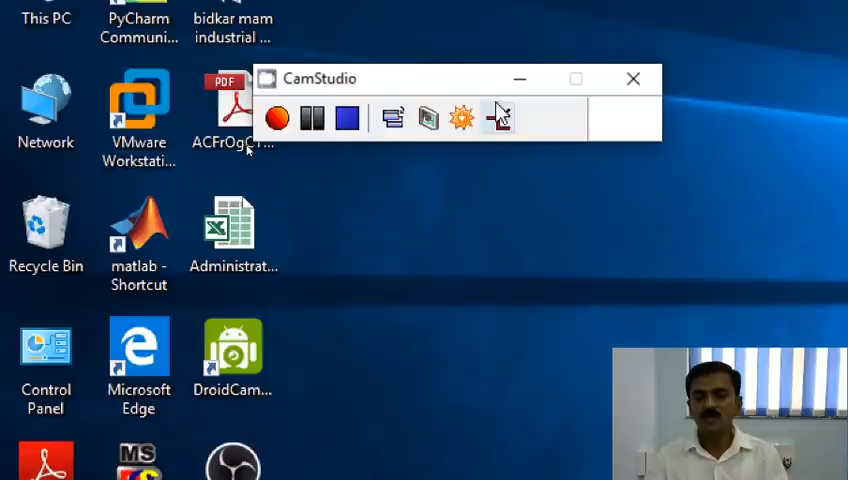 This PC
PyCharm
Communi...
bidkar mam
industrial ...
CamStudio
PDF
Network
VMware
Workstati...
Recycle Bin
matlab -
Shortcut
X
Administrat...
Control
Panel
Microsoft
Edge
DroidCam...
MS